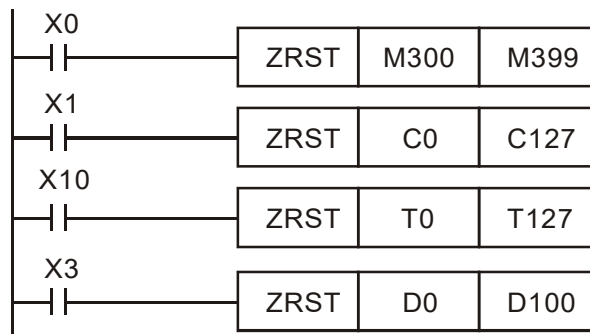 X0
ZRST M300 M399
X1
ZRST C0 C127
X10
ZRST T0 T127
X3
ZRST D0 D100